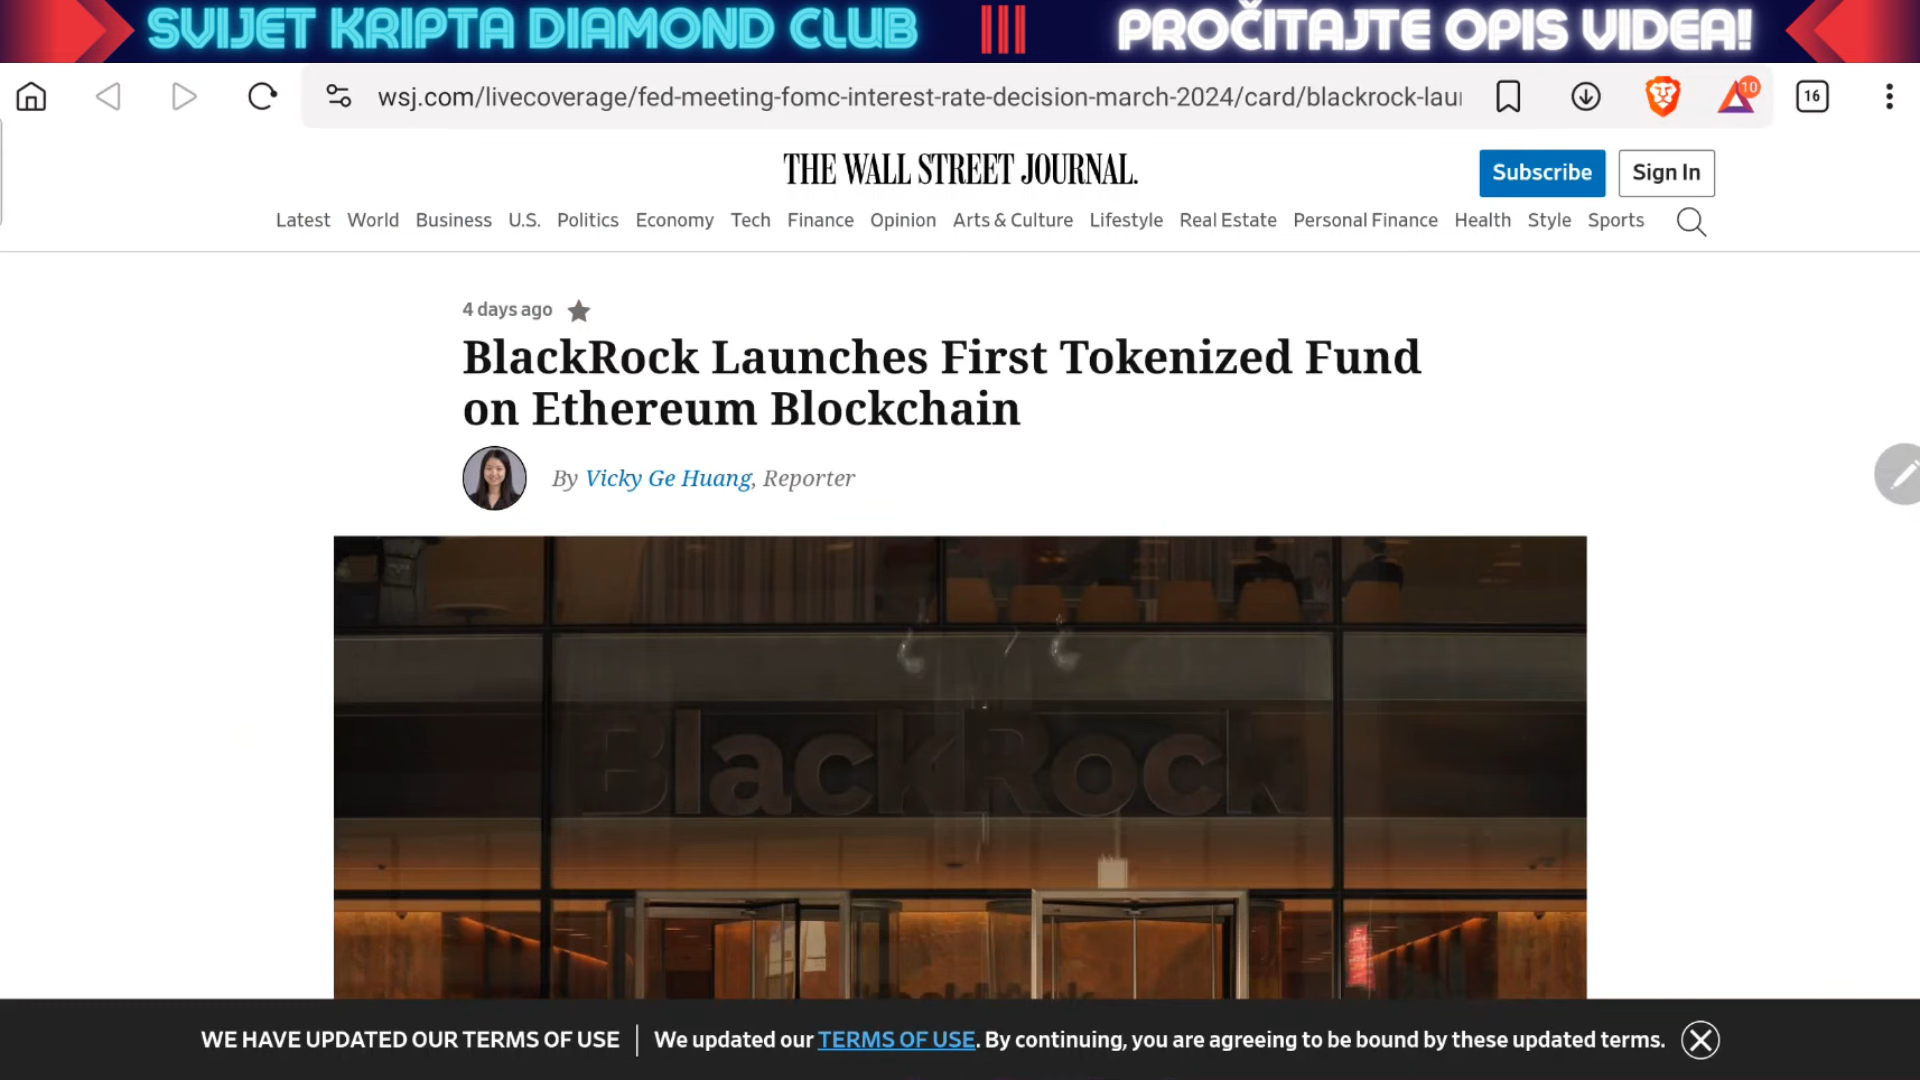 SVIJET KRIPTA DIAMOND CLUB
PROČITAJTE OPIS VIDEA!
wsj.com/livecoverage/fed-meeting-fomc-interest-rate-decision-march-2024/card/blackrock-lau
10
16
THE WALL STREET JOURNAL.
Subscribe
Sign In
Latest World Business U.S. Politics Economy Tech Finance Opinion Arts & Culture Lifestyle Real Estate Personal Finance Health Style Sports
4 days ago
BlackRock Launches First Tokenized Fund
on Ethereum Blockchain
By Vicky Ge Huang, Reporter
BlackRock
WE HAVE UPDATED OUR TERMS OF USE
We updated our TERMS OF USE. By continuing, you are agreeing to be bound by these updated terms.